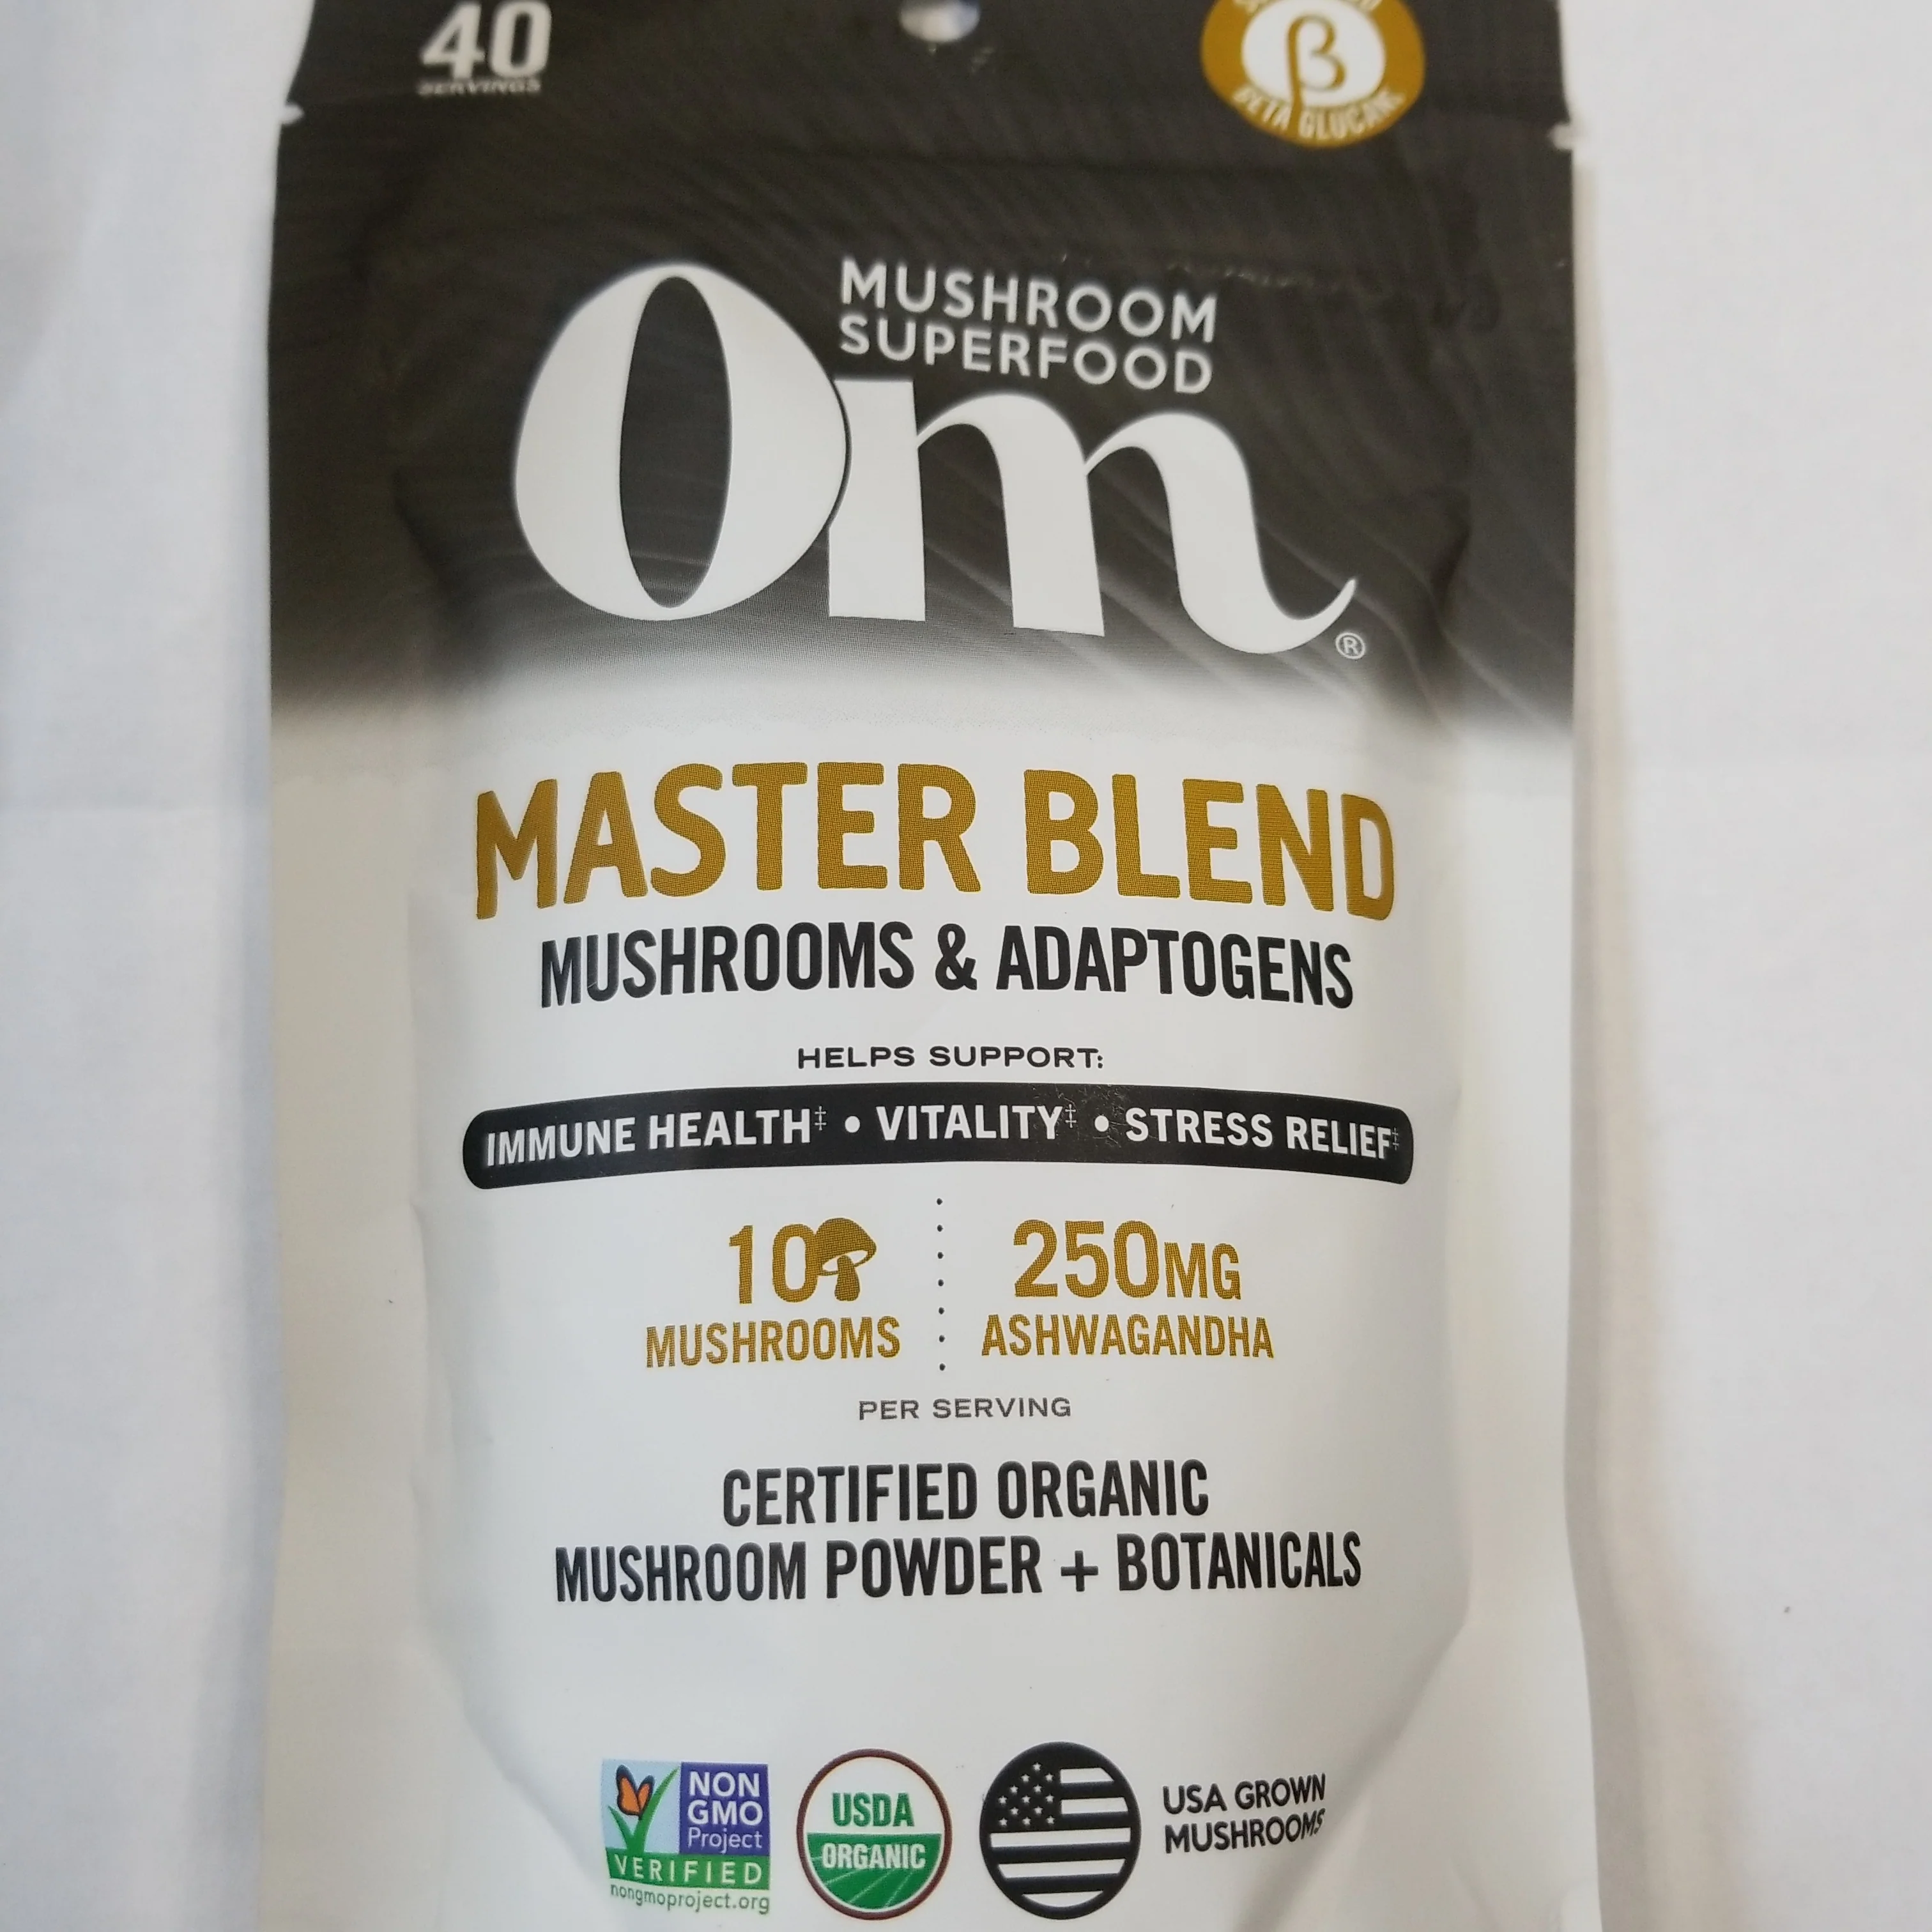 40
SERVINGS
β
BETA GLUCANS
MUSHROOM
SUPERFOOD
Om®
MASTER BLEND
MUSHROOMS & ADAPTOGENS
HELPS SUPPORT:
IMMUNE HEALTH‡ • VITALITY‡ • STRESS RELIEF‡
10
MUSHROOMS
250MG
ASHWAGANDHA
PER SERVING
CERTIFIED ORGANIC
MUSHROOM POWDER + BOTANICALS
NON
GMO
Project
VERIFIED
nongmoproject.org
USDA
ORGANIC
USA GROWN
MUSHROOMS